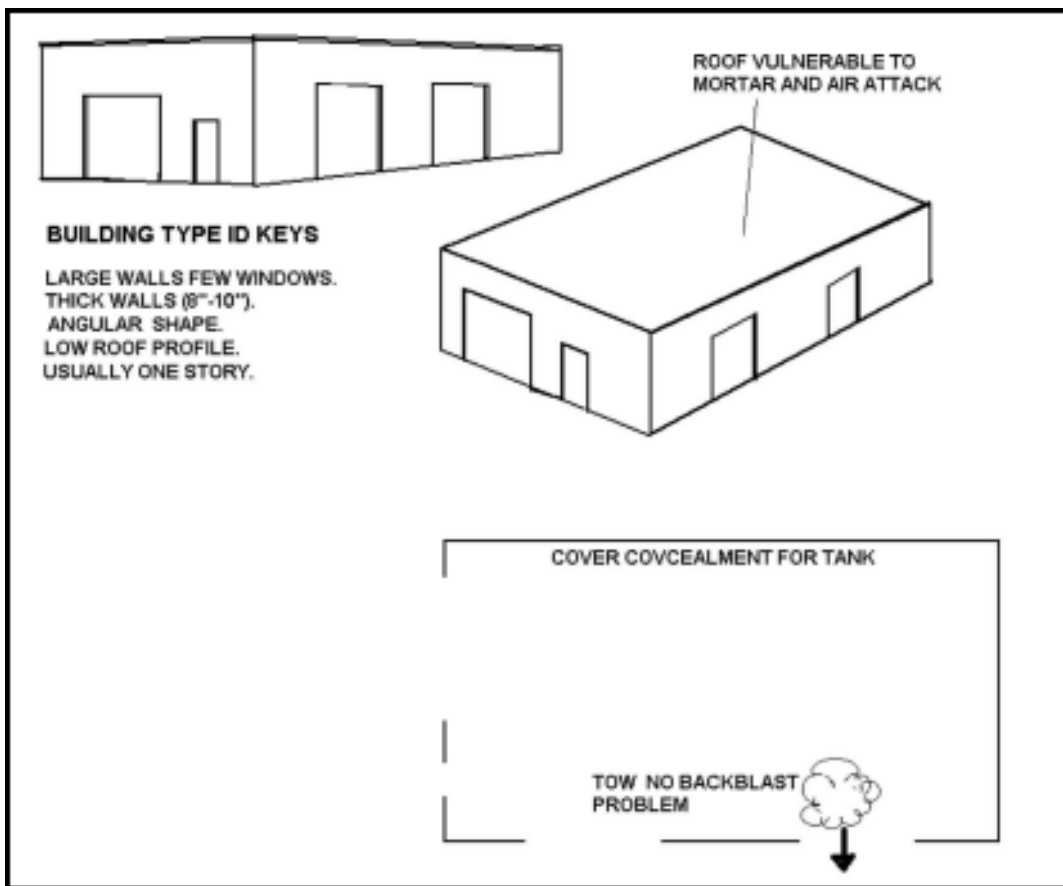 ROOF VULNERABLE TO
MORTAR AND AIR ATTACK
BUILDING TYPE ID KEYS
LARGE WALLS FEW WINDOWS.
THICK WALLS (8"-10").
ANGULAR SHAPE.
LOW ROOF PROFILE.
USUALLY ONE STORY.
COVER COVCEALMENT FOR TANK
TOW NO BACKBLAST
PROBLEM